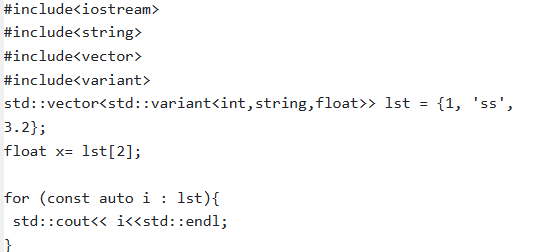 #include<iostream>
#include<string>
#include<vector>
#include<variant>
std::vector<std::variant<int,string,float>> lst = {1, 'ss',
3.2};
float x= lst[2];

for (const auto i : lst){
 std::cout<< i<<std::endl;
}